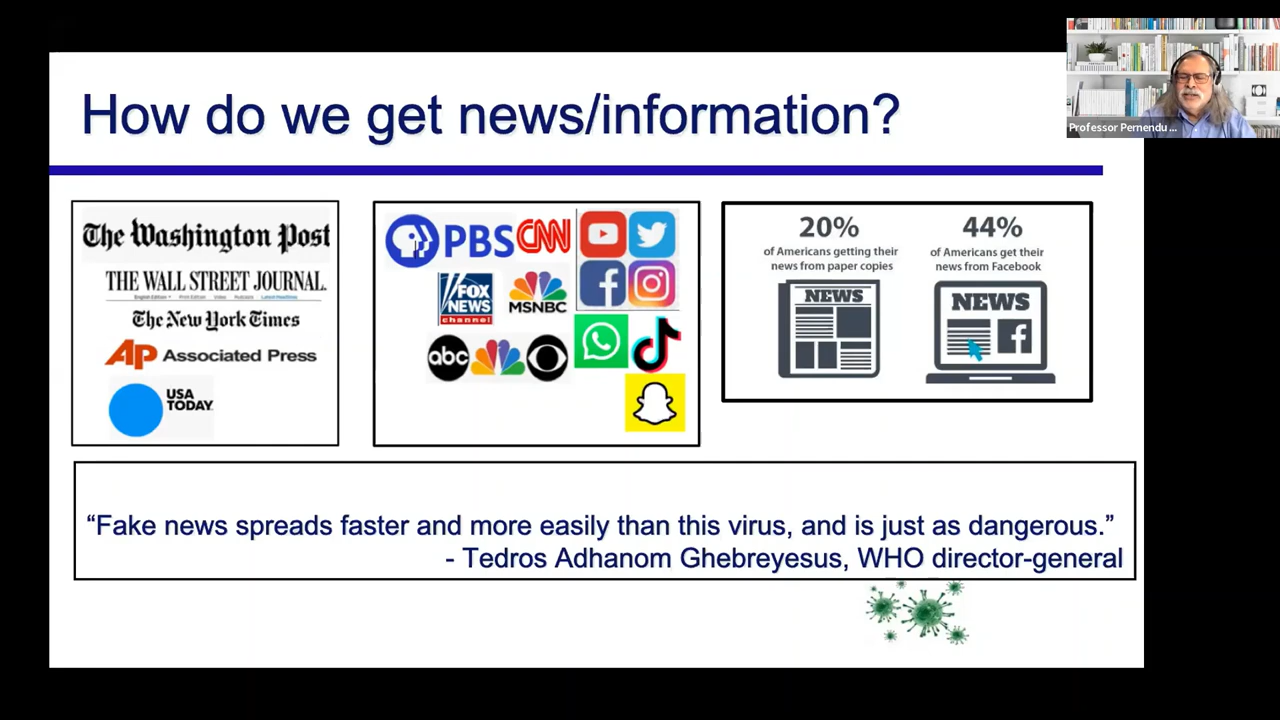 Professor Pernendu ...
How do we get news/information?
The Washington Post
THE WALL STREET JOURNAL.
The New York Times
AP Associated Press
USA
TODAY
PBS
CNN
FOX
NEWS
channel
MSNBC
abc
20%
of Americans getting their
news from paper copies
NEWS
44%
of Americans get their
news from Facebook
NEWS
f
“Fake news spreads faster and more easily than this virus, and is just as dangerous.”
- Tedros Adhanom Ghebreyesus, WHO director-general